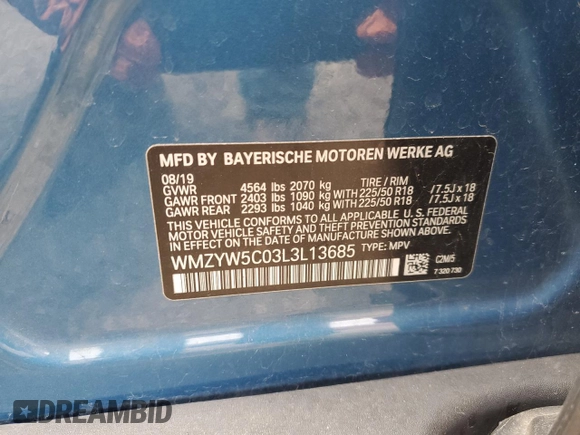 MFD BY BAYERISCHE MOTOREN WERKE AG
08/19
GVWR 4564 lbs 2070 kg TIRE / RIM
GAWR FRONT 2403 lbs 1090 kg WITH 225/50 R18 /7.5J x 18
GAWR REAR 2293 lbs 1040 kg WITH 225/50 R18 /7.5J x 18
THIS VEHICLE CONFORMS TO ALL APPLICABLE U.S. FEDERAL
MOTOR VEHICLE SAFETY, BUMPER, AND THEFT PREVENTION STANDARDS
IN EFFECT ON THE DATE OF MANUFACTURE SHOWN ABOVE.
WMZYW5C03L3L13685 TYPE: MPV
C2M/5
7 320 730
DREAMBID